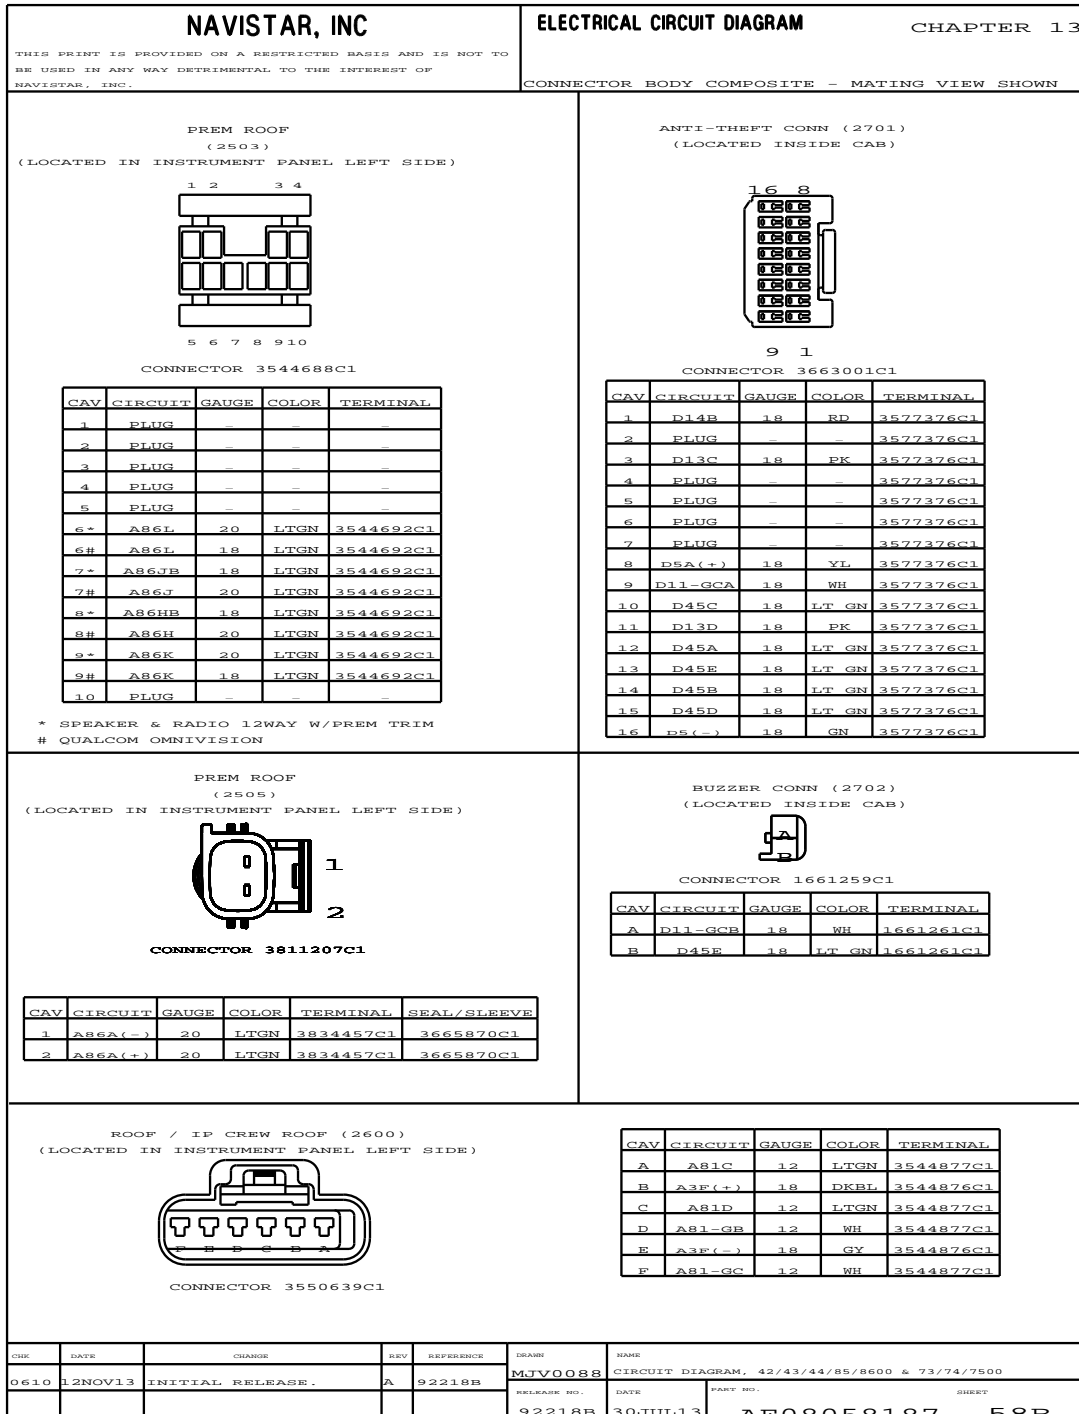 NAVISTAR, INC
THIS PRINT IS PROVIDED ON A RESTRICTED BASIS AND IS NOT TO
BE USED IN ANY WAY DETRIMENTAL TO THE INTEREST OF
NAVISTAR, INC.
ELECTRICAL CIRCUIT DIAGRAM
CHAPTER 13
CONNECTOR BODY COMPOSITE - MATING VIEW SHOWN
PREM ROOF
(2503)
(LOCATED IN INSTRUMENT PANEL LEFT SIDE)
1 2 3 4
5 6 7 8 9 10
CONNECTOR 3544688C1
CAV CIRCUIT GAUGE COLOR TERMINAL
1 PLUG - - -
2 PLUG - - -
3 PLUG - - -
4 PLUG - - -
5 PLUG - - -
6* A86L 20 LTGN 3544692C1
6# A86L 18 LTGN 3544692C1
7* A86JB 18 LTGN 3544692C1
7# A86J 20 LTGN 3544692C1
8* A86HB 18 LTGN 3544692C1
8# A86H 20 LTGN 3544692C1
9* A86K 20 LTGN 3544692C1
9# A86K 18 LTGN 3544692C1
10 PLUG - - -
* SPEAKER & RADIO 12WAY W/PREM TRIM
# QUALCOM OMNIVISION
ANTI-THEFT CONN (2701)
(LOCATED INSIDE CAB)
16 8
9 1
CONNECTOR 3663001C1
CAV CIRCUIT GAUGE COLOR TERMINAL
1 D14B 18 RD 3577376C1
2 PLUG - - 3577376C1
3 D13C 18 PK 3577376C1
4 PLUG - - 3577376C1
5 PLUG - - 3577376C1
6 PLUG - - 3577376C1
7 PLUG - - 3577376C1
8 D5A(+) 18 YL 3577376C1
9 D11-GCA 18 WH 3577376C1
10 D45C 18 LT GN 3577376C1
11 D13D 18 PK 3577376C1
12 D45A 18 LT GN 3577376C1
13 D45E 18 LT GN 3577376C1
14 D45B 18 LT GN 3577376C1
15 D45D 18 LT GN 3577376C1
16 D5(-) 18 GN 3577376C1
PREM ROOF
(2505)
(LOCATED IN INSTRUMENT PANEL LEFT SIDE)
1
2
CONNECTOR 3811207C1
CAV CIRCUIT GAUGE COLOR TERMINAL SEAL/SLEEVE
1 A86A(-) 20 LTGN 3834457C1 3665870C1
2 A86A(+) 20 LTGN 3834457C1 3665870C1
BUZZER CONN (2702)
(LOCATED INSIDE CAB)
A
B
CONNECTOR 1661259C1
CAV CIRCUIT GAUGE COLOR TERMINAL
A D11-GCB 18 WH 1661261C1
B D45E 18 LT GN 1661261C1
ROOF / IP CREW ROOF (2600)
(LOCATED IN INSTRUMENT PANEL LEFT SIDE)
F E D C B A
CONNECTOR 3550639C1
CAV CIRCUIT GAUGE COLOR TERMINAL
A A81C 12 LTGN 3544877C1
B A3F(+) 18 DKBL 3544876C1
C A81D 12 LTGN 3544877C1
D A81-GB 12 WH 3544877C1
E A3F(-) 18 GY 3544876C1
F A81-GC 12 WH 3544877C1
CHK DATE CHANGE REV REFERENCE
0610 12NOV13 INITIAL RELEASE. A 92218B
DRAWN
MJV0088
NAME
CIRCUIT DIAGRAM, 42/43/44/85/8600 & 73/74/7500
RELEASE NO. DATE PART NO. SHEET
92218B 30JUL13 AE08058187 58B